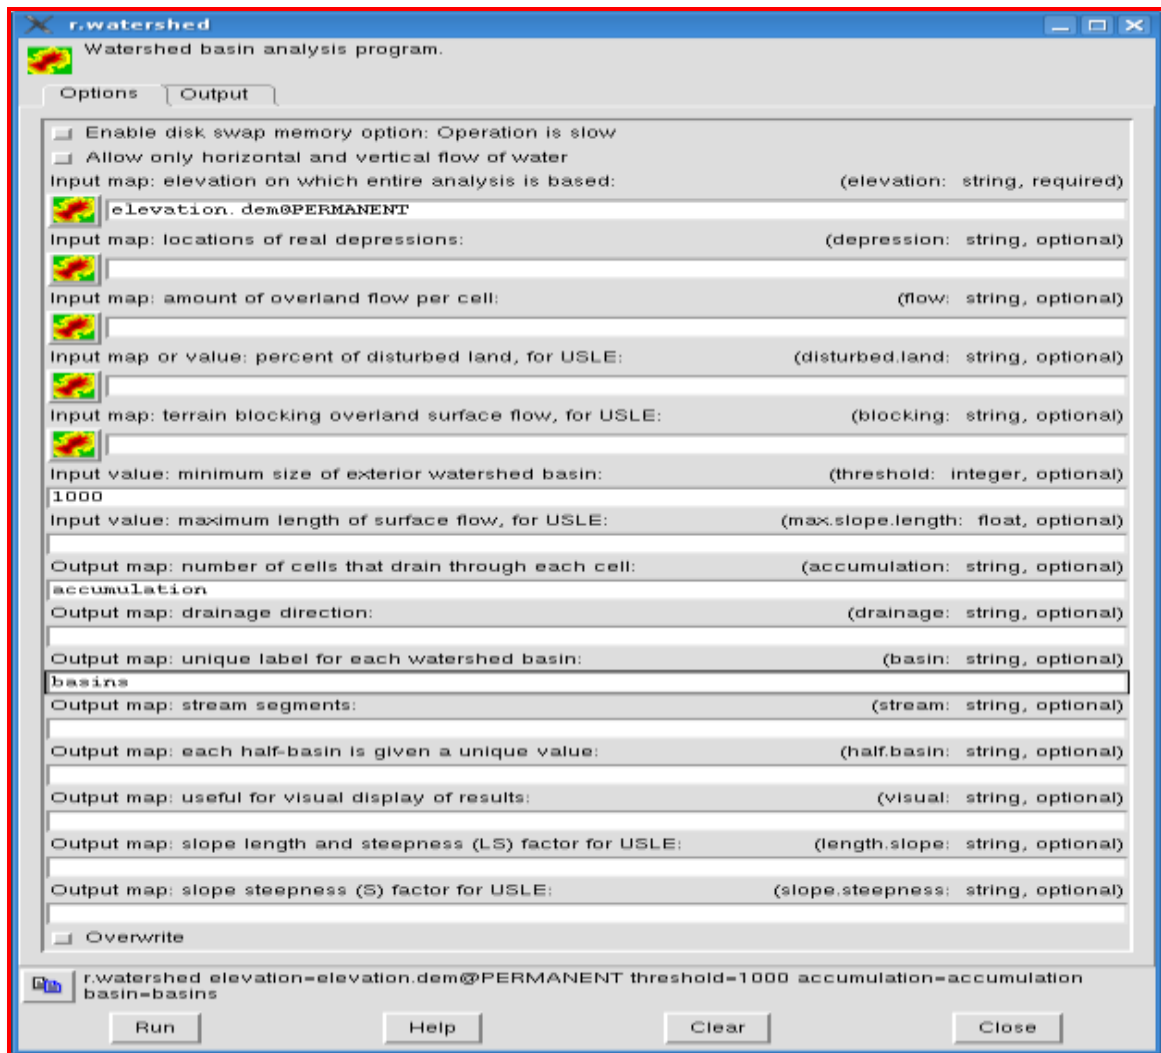 r.watershed
Watershed basin analysis program.
Options Output
Enable disk swap memory option: Operation is slow
Allow only horizontal and vertical flow of water
Input map: elevation on which entire analysis is based: (elevation: string, required)
elevation.dem@PERMANENT
Input map: locations of real depressions: (depression: string, optional)
Input map: amount of overland flow per cell: (flow: string, optional)
Input map or value: percent of disturbed land, for USLE: (disturbed.land: string, optional)
Input map: terrain blocking overland surface flow, for USLE: (blocking: string, optional)
Input value: minimum size of exterior watershed basin: (threshold: integer, optional)
1000
Input value: maximum length of surface flow, for USLE: (max.slope.length: float, optional)
Output map: number of cells that drain through each cell: (accumulation: string, optional)
accumulation
Output map: drainage direction: (drainage: string, optional)
Output map: unique label for each watershed basin: (basin: string, optional)
basins
Output map: stream segments: (stream: string, optional)
Output map: each half-basin is given a unique value: (half.basin: string, optional)
Output map: useful for visual display of results: (visual: string, optional)
Output map: slope length and steepness (LS) factor for USLE: (length.slope: string, optional)
Output map: slope steepness (S) factor for USLE: (slope.steepness: string, optional)
Overwrite
r.watershed elevation=elevation.dem@PERMANENT threshold=1000 accumulation=accumulation
basin=basins
Run Help Clear Close